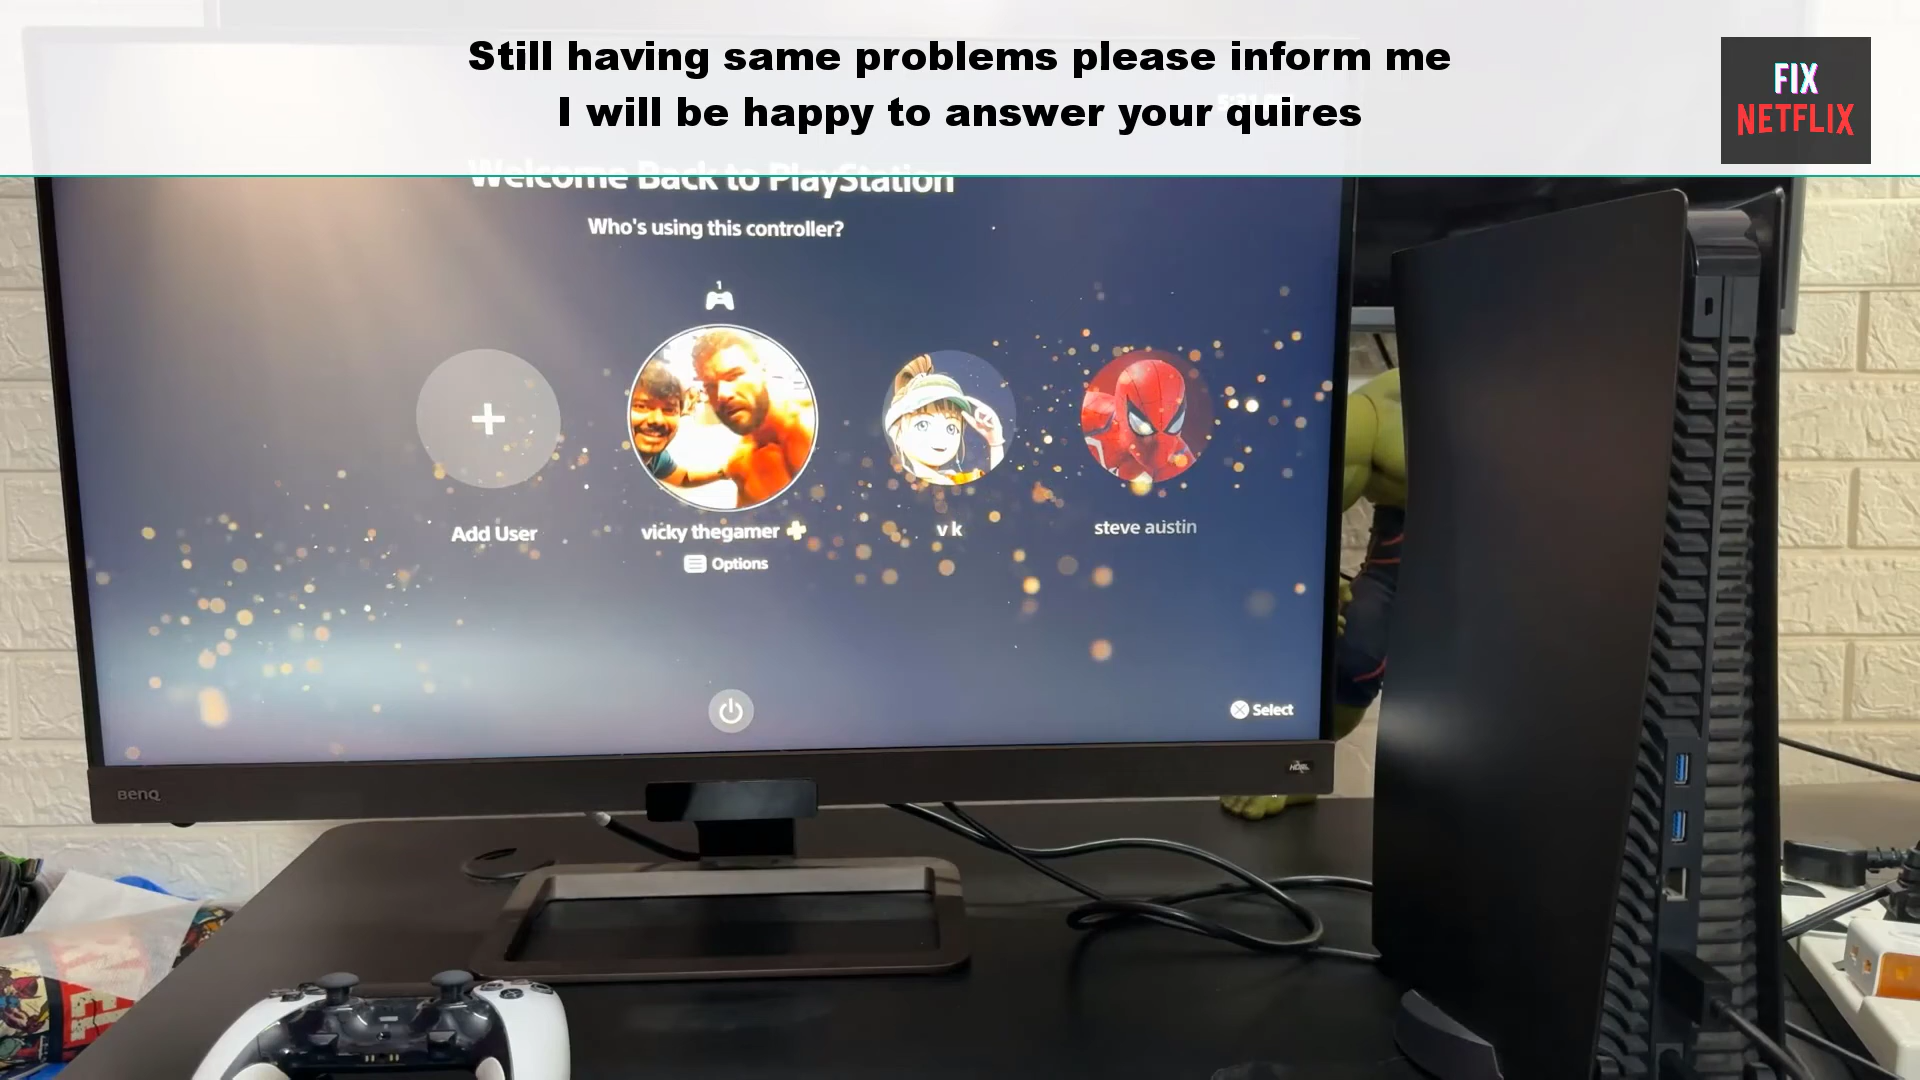 Still having same problems please inform me
I will be happy to answer your quires
FIX
NETFLIX
Welcome Back to PlayStation
Who's using this controller?
1
Add User
vicky thegamer
v k
steve austin
Options
Select
BenQ